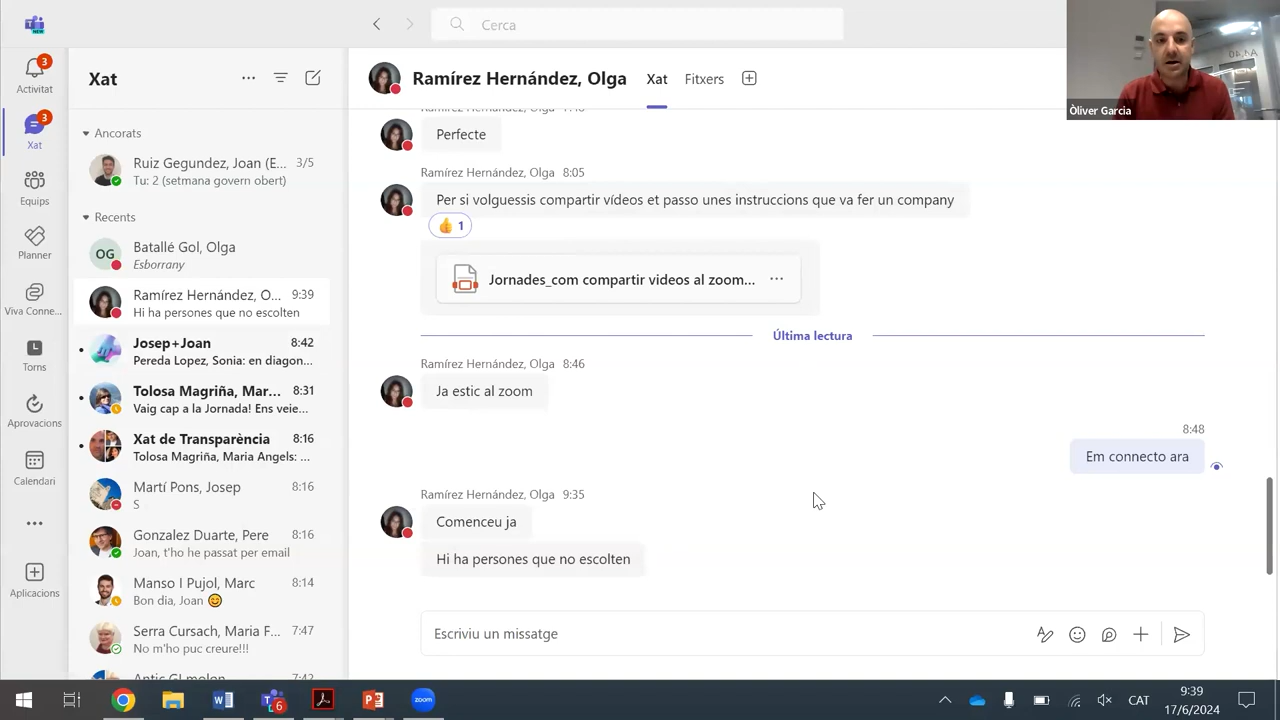 NEW
Cerca
3
Activitat
3
Xat
Equips
Planner
Viva Conne...
Torns
Aprovacions
Calendari
Aplicacions
Xat
Ancorats
Ruiz Gegundez, Joan (E...
3/5
Tu: 2 (setmana govern obert)
Recents
OG
Batallé Gol, Olga
Esborrany
Ramírez Hernández, O...
9:39
Hi ha persones que no escolten
Josep+Joan
8:42
Pereda Lopez, Sonia: en diagon...
Tolosa Magriña, Mar...
8:31
Vaig cap a la Jornada! Ens veie...
Xat de Transparència
8:16
Tolosa Magriña, Maria Angels: ...
Martí Pons, Josep
8:16
S
Gonzalez Duarte, Pere
8:16
Joan, t'ho he passat per email
Manso I Pujol, Marc
8:14
Bon dia, Joan 😊
Serra Cursach, Maria F...
7:47
No m'ho puc creure!!!
Ramírez Hernández, Olga
Xat
Fitxers
Òliver Garcia
Perfecte
Ramírez Hernández, Olga 8:05
Per si volguessis compartir vídeos et passo unes instruccions que va fer un company
👍 1
Jornades_com compartir videos al zoom...
Última lectura
Ramírez Hernández, Olga 8:46
Ja estic al zoom
8:48
Em connecto ara
Ramírez Hernández, Olga 9:35
Comenceu ja
Hi ha persones que no escolten
Escriviu un missatge
6
zoom
CAT
9:39
17/6/2024